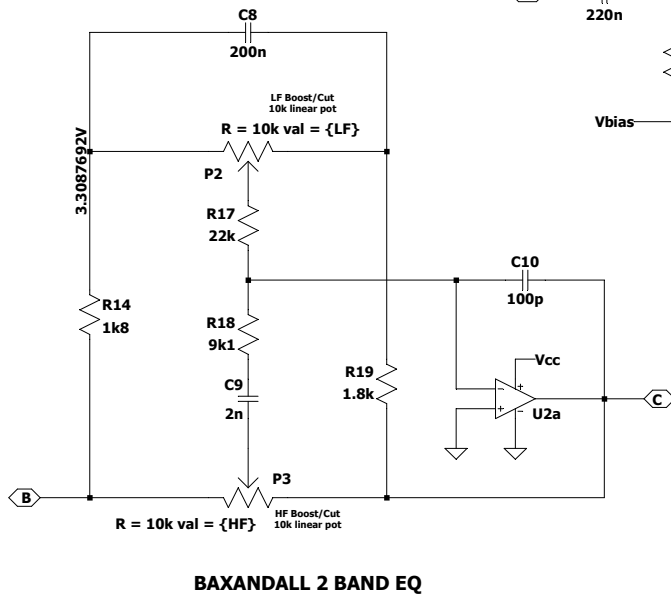 C8
200n
220n
LF Boost/Cut
10k linear pot
R = 10k val = {LF}
Vbias
3.3087692V
P2
R17
22k
C10
100p
R14
1k8
R18
9k1
Vcc
R19
1.8k
C9
2n
U2a
C
P3
B
HF Boost/Cut
10k linear pot
R = 10k val = {HF}
BAXANDALL 2 BAND EQ